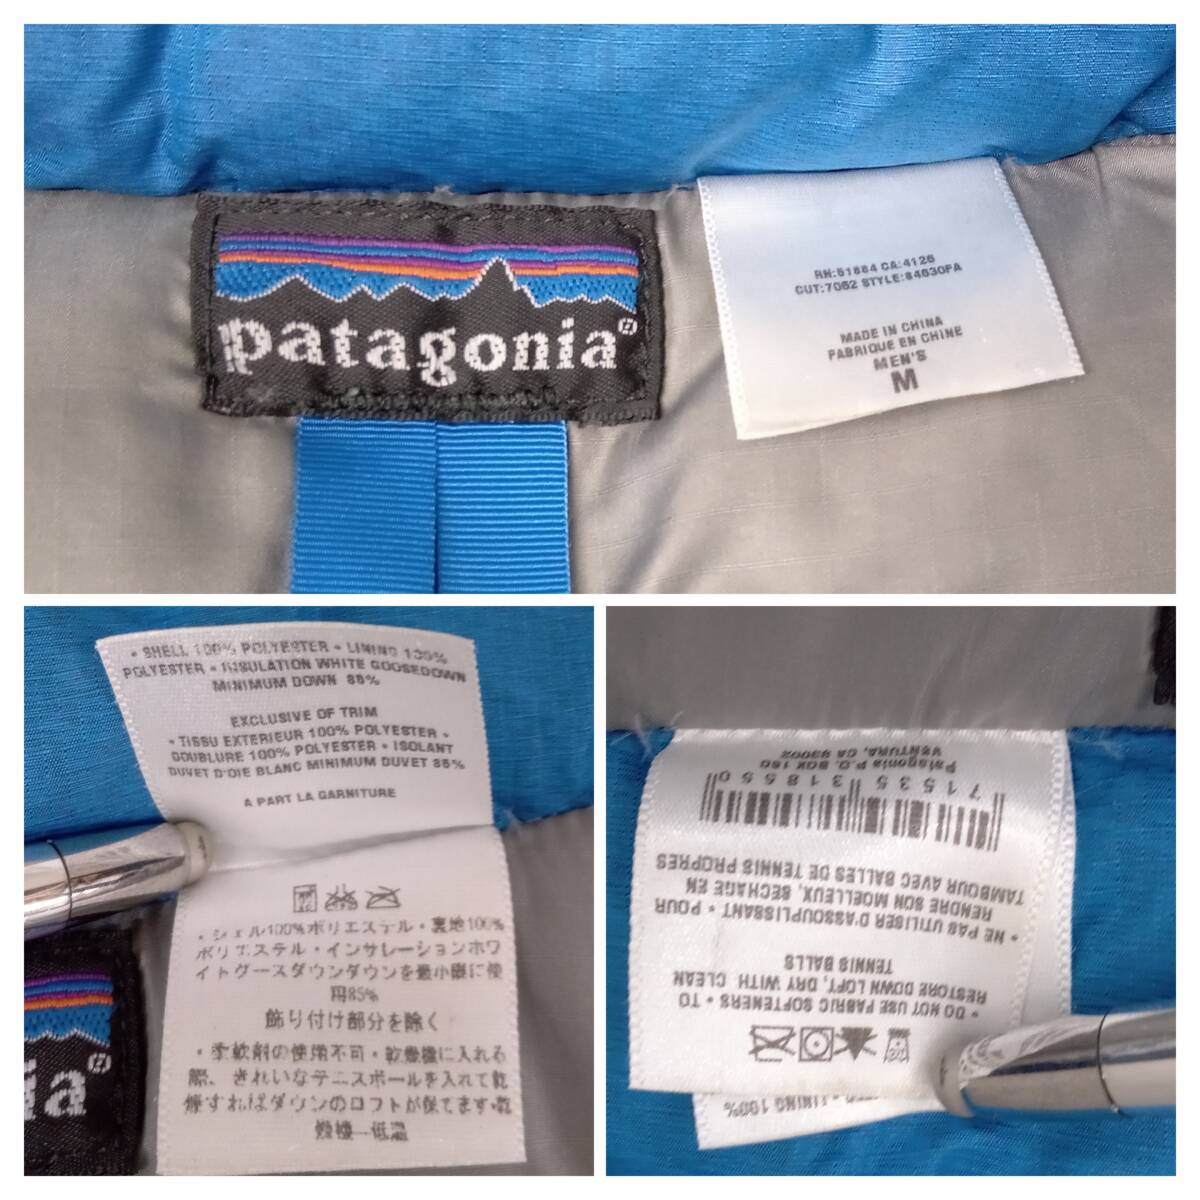 patagonia®
RN:51884 CA:4126
CUT:7052 STYLE:84630FA
MADE IN CHINA
FABRIQUE EN CHINE
MEN'S
M
• SHELL 100% POLYESTER • LINING 100%
POLYESTER • INSULATION WHITE GOOSEDOWN
MINIMUM DOWN 85%
EXCLUSIVE OF TRIM
• TISSU EXTERIEUR 100% POLYESTER •
DOUBLURE 100% POLYESTER • ISOLANT
DUVET D'OIE BLANC MINIMUM DUVET 85%
A PART LA GARNITURE
・シェル100%ポリエステル・裏地100%
ポリエステル・インサレーションホワ
イトグースダウンダウンを最小限に使
用85%
飾り付け部分を除く
・柔軟剤の使用不可・乾燥機に入れる
際、きれいなテニスボールを入れて乾
燥すればダウンのロフトが保てます・乾
燥機―低温
ia®
• DO NOT USE FABRIC SOFTENERS • TO
RESTORE DOWN LOFT, DRY WITH CLEAN
TENNIS BALLS
• NE PAS UTILISER D'ASSOUPLISSANT • POUR
RENDRE SON MOELLEUX, SECHAGE EN
TAMBOUR AVEC BALLES DE TENNIS PROPRES
7 15353 18550
Patagonia P.O. BOX 150
VENTURA, CA 93002
LINING 100%